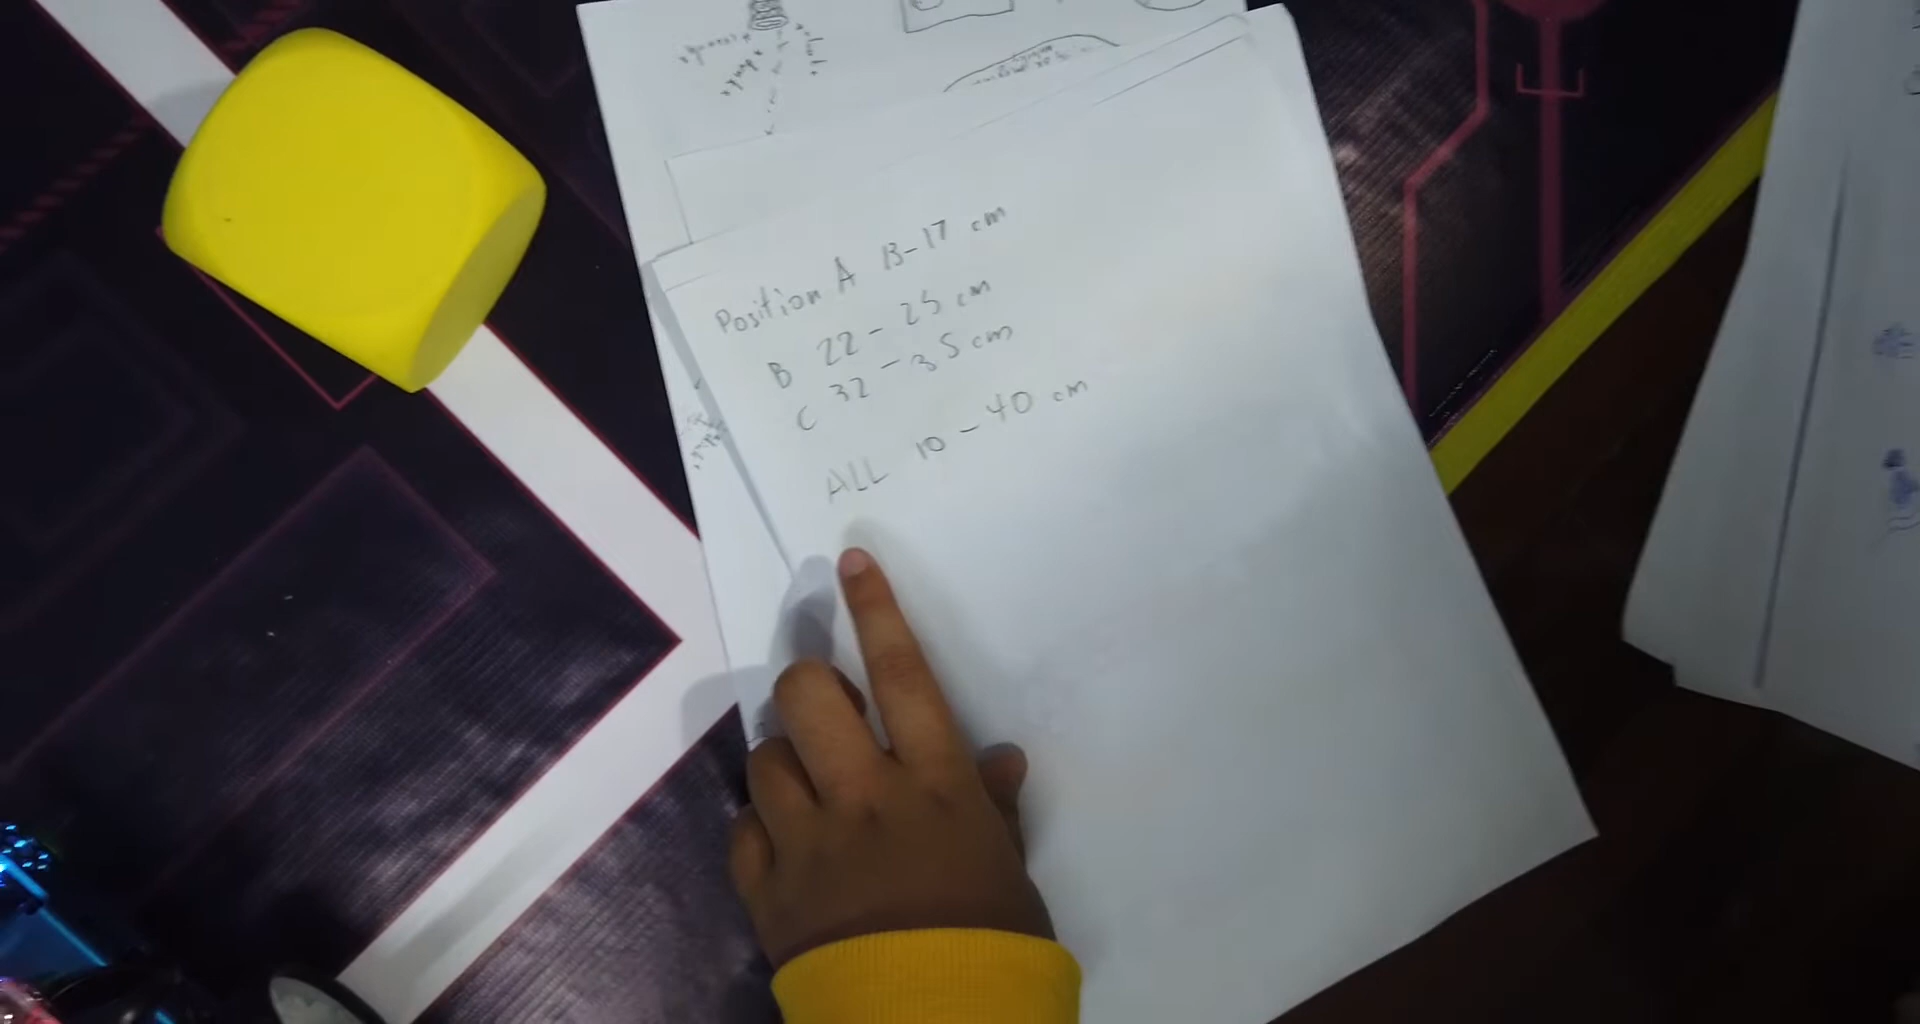 Position A 13-17 cm
B 22 - 25 cm
C 32 - 35 cm
ALL 10 - 40 cm